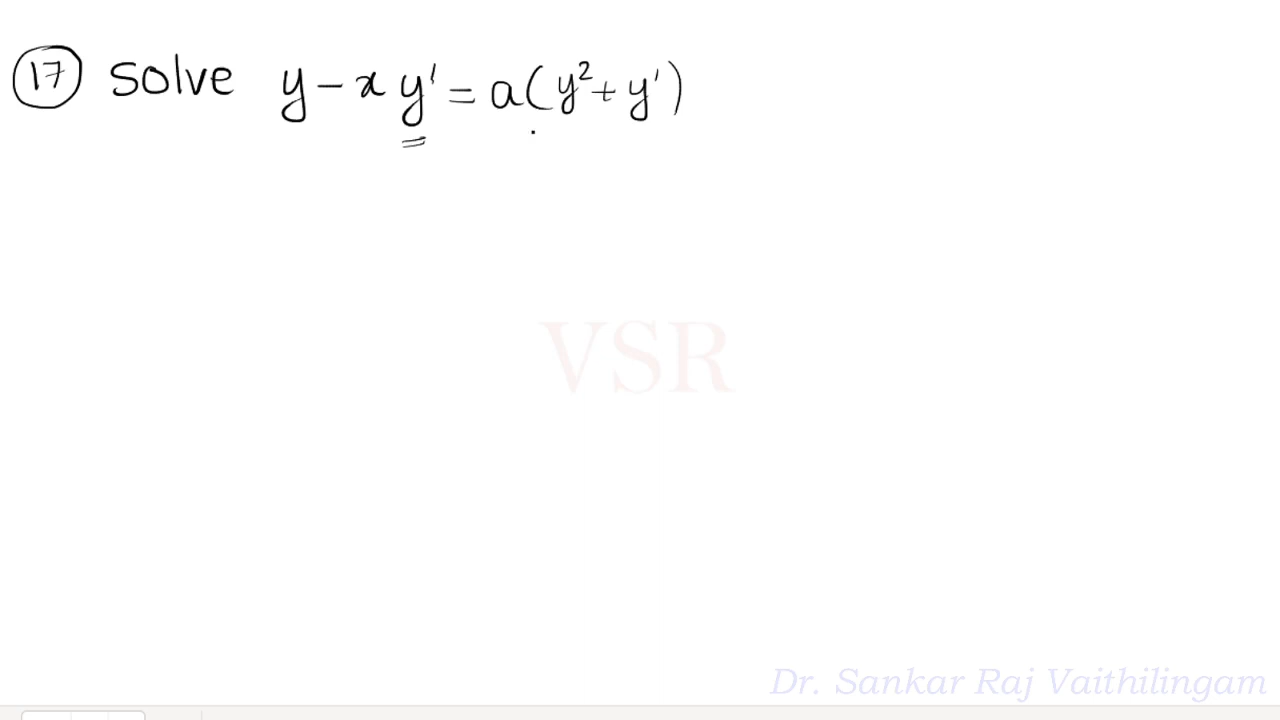 17 Solve y - x y' = a(y² + y')
VSR
Dr. Sankar Raj Vaithilingam